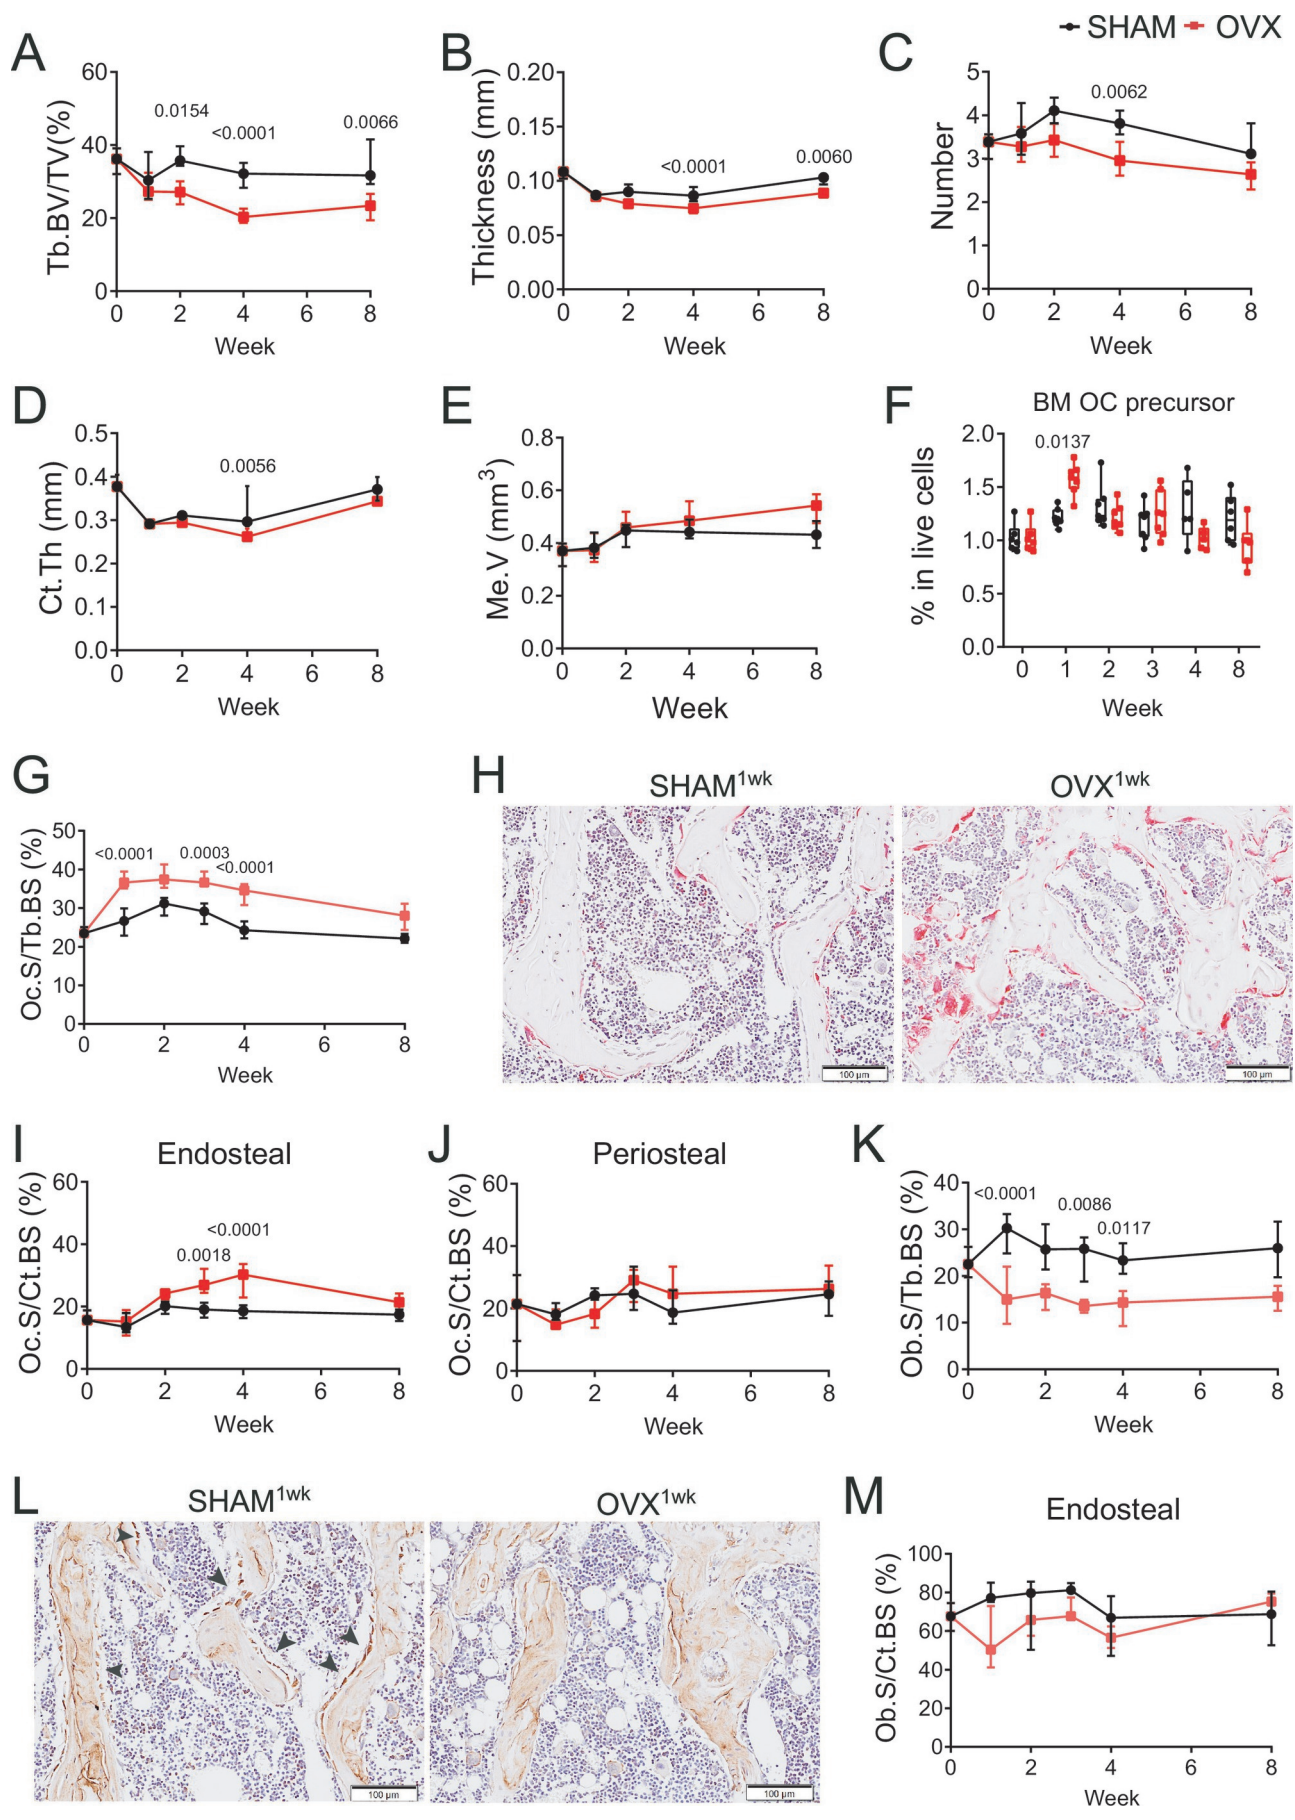 SHAM OVX
A
Tb.BV/TV(%)
60
40
20
0
0.0154
<0.0001
0.0066
0 2 4 6 8
Week
B
Thickness (mm)
0.20
0.15
0.10
0.05
0.00
<0.0001
0.0060
0 2 4 6 8
Week
C
Number
5
4
3
2
1
0
0.0062
0 2 4 6 8
Week
D
Ct.Th (mm)
0.5
0.4
0.3
0.2
0.1
0.0
0.0056
0 2 4 6 8
Week
E
Me.V (mm³)
0.8
0.6
0.4
0.2
0.0
0 2 4 6 8
Week
F
BM OC precursor
% in live cells
2.0
1.5
1.0
0.5
0.0
0.0137
0 1 2 3 4 8
Week
G
Oc.S/Tb.BS (%)
50
40
30
20
10
0
<0.0001
0.0003
<0.0001
0 2 4 6 8
Week
H
SHAM1wk
OVX1wk
100 µm
100 µm
I
Endosteal
Oc.S/Ct.BS (%)
60
40
20
0
<0.0001
0.0018
0 2 4 6 8
Week
J
Periosteal
Oc.S/Ct.BS (%)
60
40
20
0
0 2 4 6 8
Week
K
Ob.S/Tb.BS (%)
40
30
20
10
0
<0.0001
0.0086
0.0117
0 2 4 6 8
Week
L
SHAM1wk
OVX1wk
100 µm
100 µm
M
Endosteal
Ob.S/Ct.BS (%)
100
80
60
40
20
0
0 2 4 6 8
Week